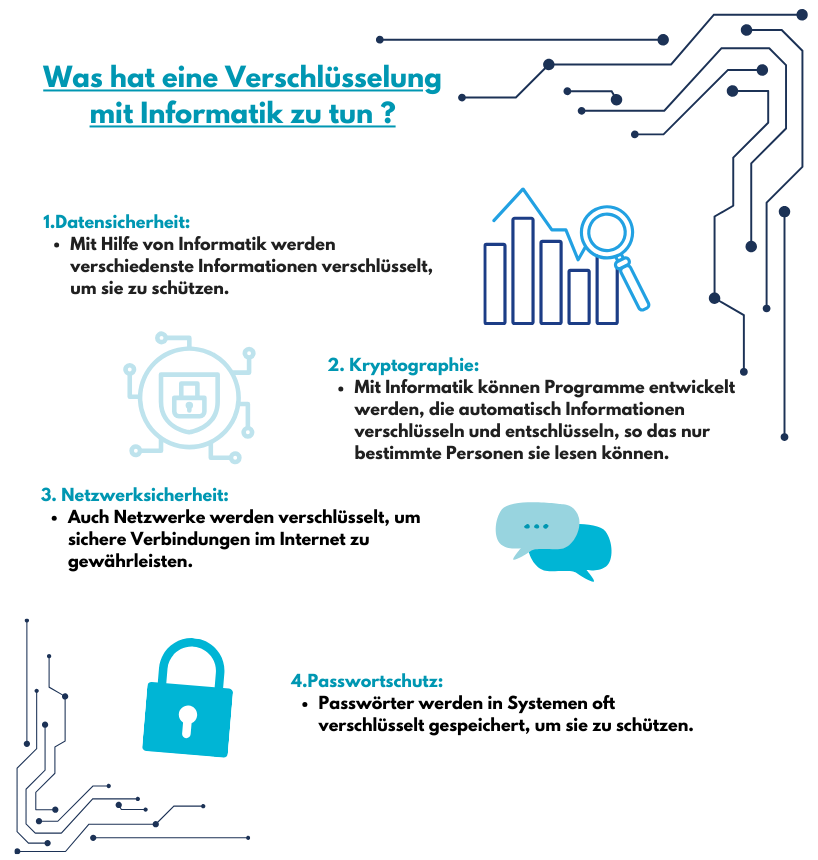 Was hat eine Verschlüsselung
mit Informatik zu tun ?
1.Datensicherheit:
• Mit Hilfe von Informatik werden
verschiedenste Informationen verschlüsselt,
um sie zu schützen.
2. Kryptographie:
• Mit Informatik können Programme entwickelt
werden, die automatisch Informationen
verschlüsseln und entschlüsseln, so das nur
bestimmte Personen sie lesen können.
3. Netzwerksicherheit:
• Auch Netzwerke werden verschlüsselt, um
sichere Verbindungen im Internet zu
gewährleisten.
4.Passwortschutz:
• Passwörter werden in Systemen oft
verschlüsselt gespeichert, um sie zu schützen.